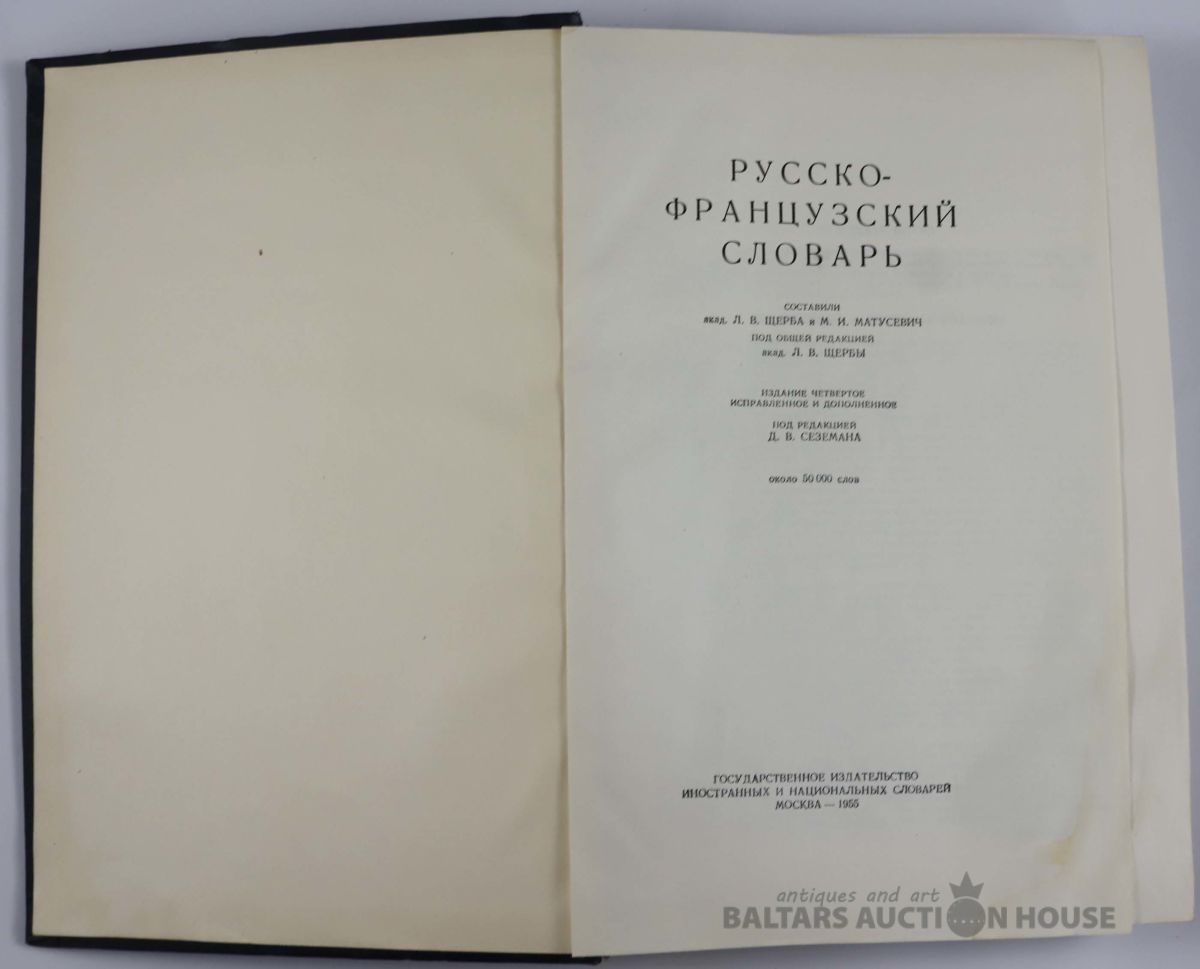 РУССКО-
ФРАНЦУЗСКИЙ
СЛОВАРЬ
СОСТАВИЛИ
акад. Л. В. ЩЕРБА и М. И. МАТУСЕВИЧ
ПОД ОБЩЕЙ РЕДАКЦИЕЙ
акад. Л. В. ЩЕРБЫ
ИЗДАНИЕ ЧЕТВЕРТОЕ
ИСПРАВЛЕННОЕ И ДОПОЛНЕННОЕ
ПОД РЕДАКЦИЕЙ
Д. В. СЕЗЕМАНА
около 50 000 слов
ГОСУДАРСТВЕННОЕ ИЗДАТЕЛЬСТВО
ИНОСТРАННЫХ И НАЦИОНАЛЬНЫХ СЛОВАРЕЙ
МОСКВА — 1955
antiques and art
BALTARS AUCTION HOUSE